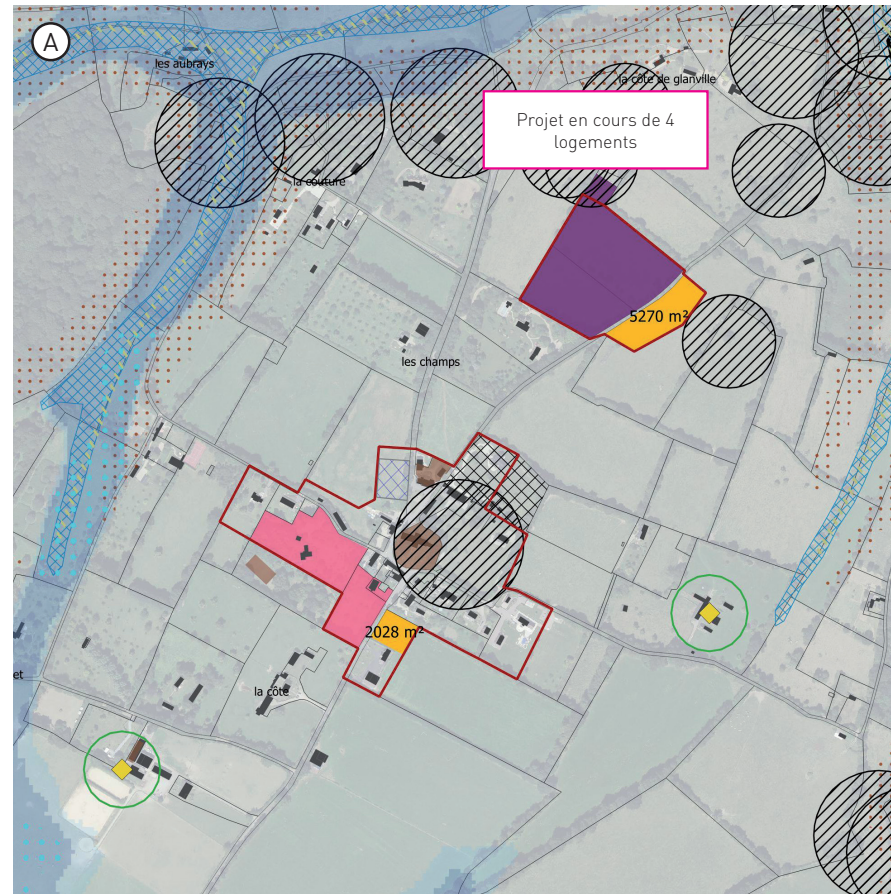 A
les aubrays
la côte de glanville
Projet en cours de 4
logements
la couture
5270 m²
les champs
2028 m²
et
la côte